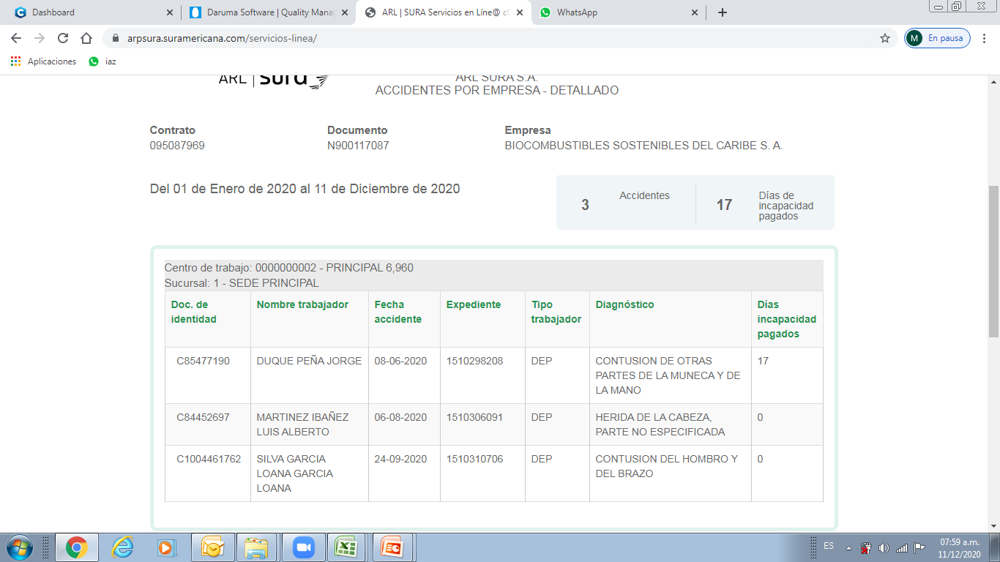 Dashboard
Daruma Software | Quality Mana
ARL | SURA Servicios en Líne@ c
WhatsApp
arpsura.suramericana.com/servicios-linea/
M
En pausa
Aplicaciones
iaz
ARL | sura
ARL SURA S.A.
ACCIDENTES POR EMPRESA - DETALLADO
Contrato
Documento
Empresa
095087969
N900117087
BIOCOMBUSTIBLES SOSTENIBLES DEL CARIBE S. A.
Del 01 de Enero de 2020 al 11 de Diciembre de 2020
3
Accidentes
17
Días de
incapacidad
pagados
Centro de trabajo: 0000000002 - PRINCIPAL 6,960
Sucursal: 1 - SEDE PRINCIPAL
Doc. de
identidad
Nombre trabajador
Fecha
accidente
Expediente
Tipo
trabajador
Diagnóstico
Días
incapacidad
pagados
C85477190
DUQUE PEÑA JORGE
08-06-2020
1510298208
DEP
CONTUSION DE OTRAS
PARTES DE LA MUNECA Y DE
LA MANO
17
C84452697
MARTINEZ IBAÑEZ
LUIS ALBERTO
06-08-2020
1510306091
DEP
HERIDA DE LA CABEZA,
PARTE NO ESPECIFICADA
0
C1004461762
SILVA GARCIA
LOANA GARCIA
LOANA
24-09-2020
1510310706
DEP
CONTUSION DEL HOMBRO Y
DEL BRAZO
0
ES
07:59 a.m.
11/12/2020